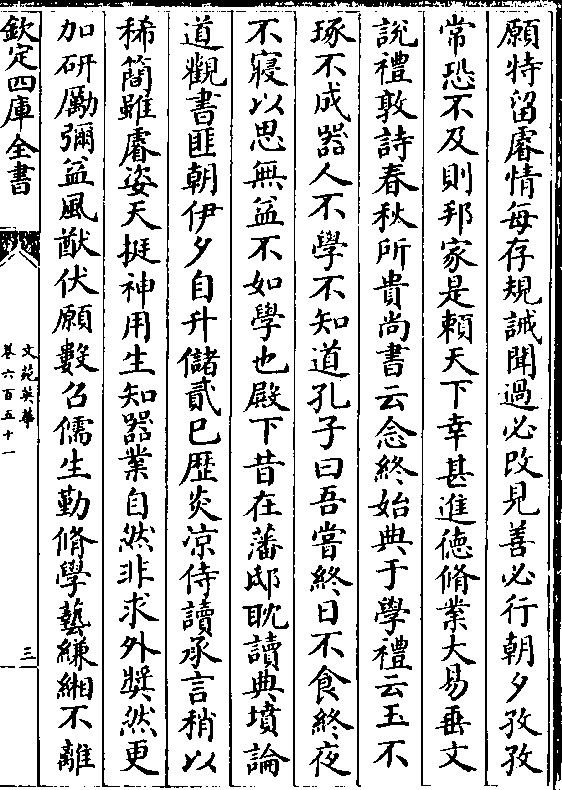 願特留睿情每存規誡聞過必改見善必行朝夕孜孜
常恐不及則邦家是頼天下幸甚進徳脩業大易垂文
説禮敦詩春秋所貴尚書云念終始典于學禮云玉不
琢不成器人不學不知道孔子曰吾嘗終日不食終夜
不寢以思無益不如學也殿下昔在藩邸耽讀典墳論
道觀書匪朝伊夕自升儲貳已歴炎凉侍讀承言稍以
稀簡雖睿姿天挺神用生知器業自然非求外奬然更
加研勵彌益風猷伏願數召儒生勤脩學藝縑緗不離
欽定四庫全書
文苑英華
卷六百五十一
三